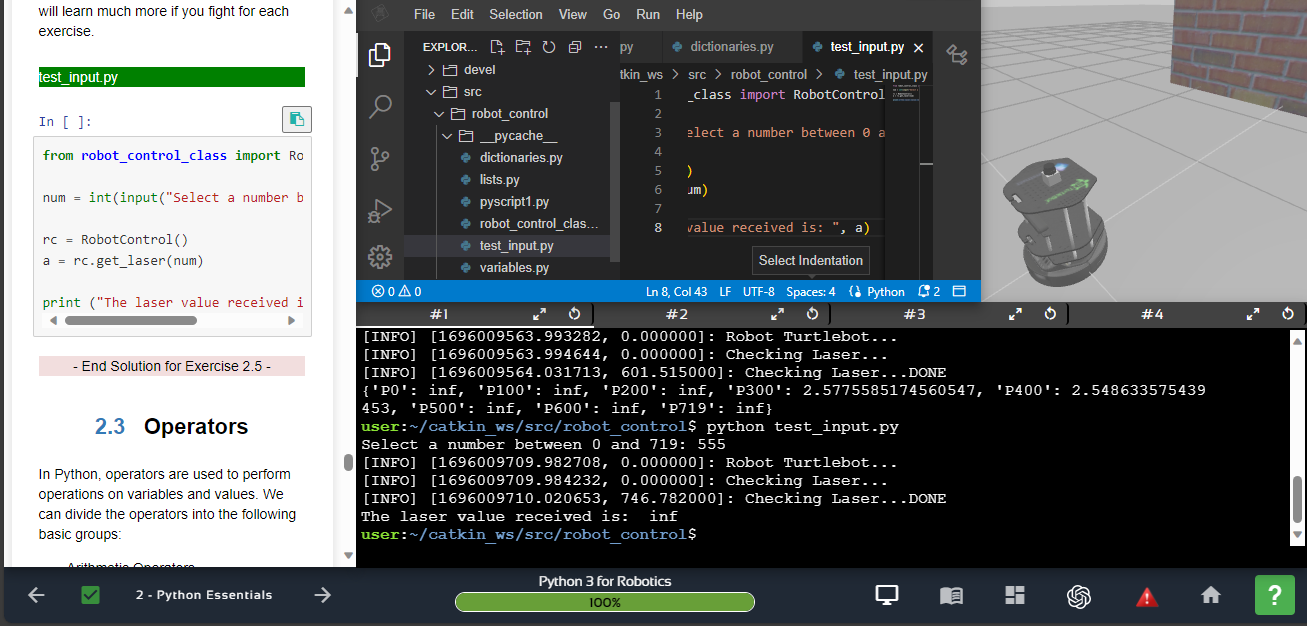 will learn much more if you fight for each
exercise.
test_input.py
In [ ]:
from robot_control_class import Ro
num = int(input("Select a number b
rc = RobotControl()
a = rc.get_laser(num)
print ("The laser value received i
- End Solution for Exercise 2.5 -
2.3 Operators
In Python, operators are used to perform
operations on variables and values. We
can divide the operators into the following
basic groups:
Arithmetic Operators
File Edit Selection View Go Run Help
EXPLOR...
devel
src
robot_control
__pycache__
dictionaries.py
lists.py
pyscript1.py
robot_control_clas...
test_input.py
variables.py
py dictionaries.py test_input.py
tkin_ws > src > robot_control > test_input.py
1 _class import RobotControl
2
3 elect a number between 0 a
4
5 )
6 um)
7
8 value received is: ", a)
Select Indentation
0 0 Ln 8, Col 43 LF UTF-8 Spaces: 4 Python 2
#1 #2 #3 #4
[INFO] [1696009563.993282, 0.000000]: Robot Turtlebot...
[INFO] [1696009563.994644, 0.000000]: Checking Laser...
[INFO] [1696009564.031713, 601.515000]: Checking Laser...DONE
{'P0': inf, 'P100': inf, 'P200': inf, 'P300': 2.5775585174560547, 'P400': 2.548633575439
453, 'P500': inf, 'P600': inf, 'P719': inf}
user:~/catkin_ws/src/robot_control$ python test_input.py
Select a number between 0 and 719: 555
[INFO] [1696009709.982708, 0.000000]: Robot Turtlebot...
[INFO] [1696009709.984232, 0.000000]: Checking Laser...
[INFO] [1696009710.020653, 746.782000]: Checking Laser...DONE
The laser value received is:  inf
user:~/catkin_ws/src/robot_control$
2 - Python Essentials
Python 3 for Robotics
100%
?